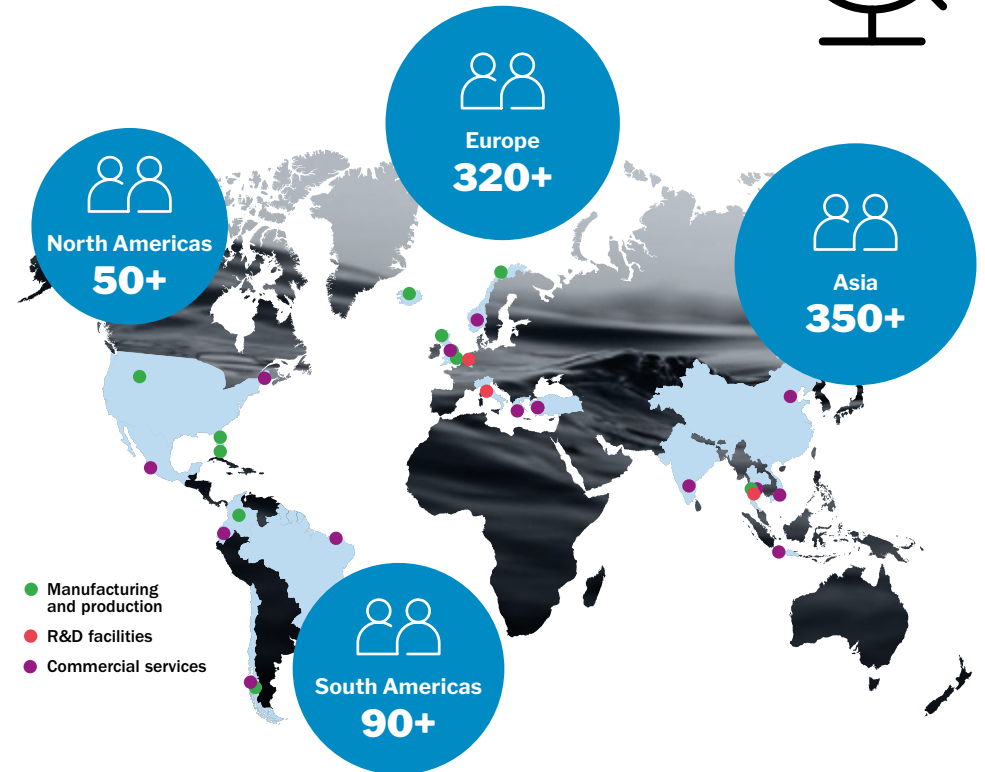 Europe
320+
North Americas
50+
Asia
350+
Manufacturing
and production
R&D facilities
Commercial services
South Americas
90+